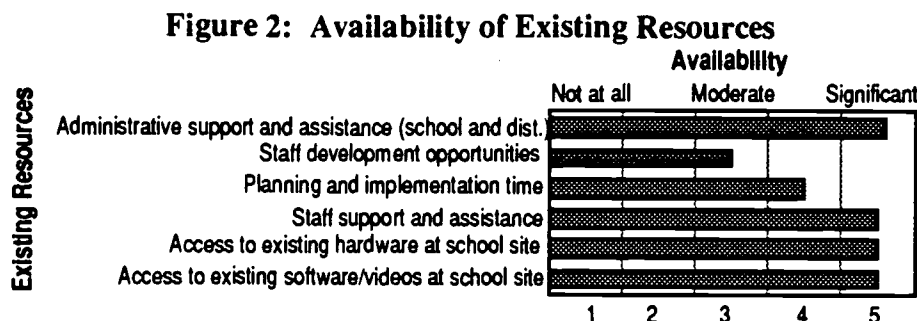 Figure 2: Availability of Existing Resources
Availability
Not at all Moderate Significant
Existing Resources
Administrative support and assistance (school and dist.)
Staff development opportunities
Planning and implementation time
Staff support and assistance
Access to existing hardware at school site
Access to existing software/videos at school site
1 2 3 4 5